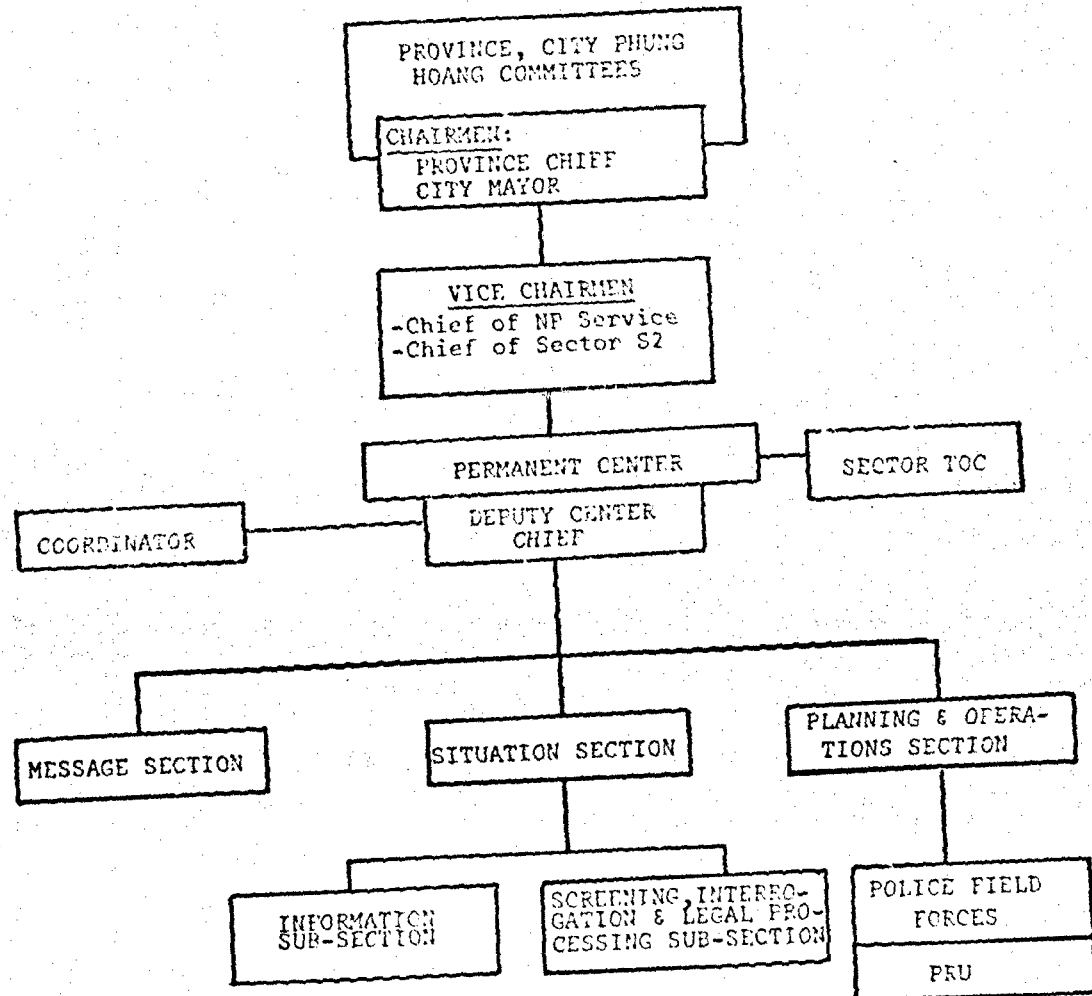 PROVINCE, CITY PHUNG
HOANG COMMITTEES
CHAIRMEN:
PROVINCE CHIEF
CITY MAYOR
VICE CHAIRMEN
-Chief of NP Service
-Chief of Sector S2
PERMANENT CENTER
SECTOR TOC
DEPUTY CENTER
CHIEF
COORDINATOR
MESSAGE SECTION
SITUATION SECTION
PLANNING & OPERA-
TIONS SECTION
INFORMATION
SUB-SECTION
SCREENING, INTERRO-
GATION & LEGAL PRO-
CESSING SUB-SECTION
POLICE FIELD
FORCES
PRU